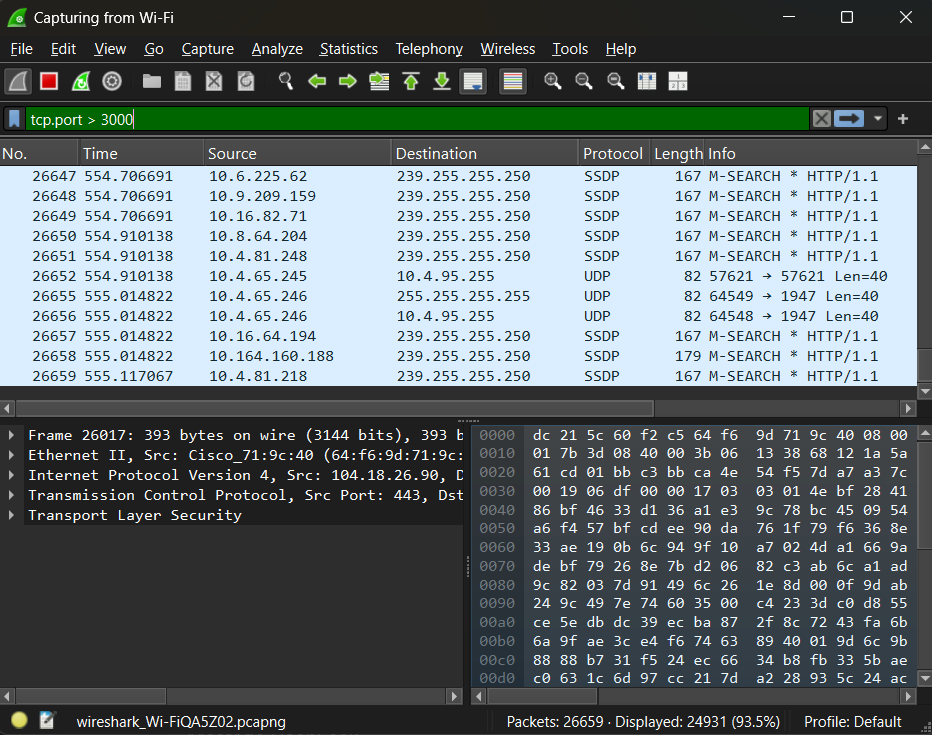 Capturing from Wi-Fi
File Edit View Go Capture Analyze Statistics Telephony Wireless Tools Help
tcp.port > 3000
No. Time Source Destination Protocol Length Info
26647 554.706691 10.6.225.62 239.255.255.250 SSDP 167 M-SEARCH * HTTP/1.1
26648 554.706691 10.9.209.159 239.255.255.250 SSDP 167 M-SEARCH * HTTP/1.1
26649 554.706691 10.16.82.71 239.255.255.250 SSDP 167 M-SEARCH * HTTP/1.1
26650 554.910138 10.8.64.204 239.255.255.250 SSDP 167 M-SEARCH * HTTP/1.1
26651 554.910138 10.4.81.248 239.255.255.250 SSDP 167 M-SEARCH * HTTP/1.1
26652 554.910138 10.4.65.245 10.4.95.255 UDP 82 57621 → 57621 Len=40
26655 555.014822 10.4.65.246 255.255.255.255 UDP 82 64549 → 1947 Len=40
26656 555.014822 10.4.65.246 10.4.95.255 UDP 82 64548 → 1947 Len=40
26657 555.014822 10.16.64.194 239.255.255.250 SSDP 167 M-SEARCH * HTTP/1.1
26658 555.014822 10.164.160.188 239.255.255.250 SSDP 179 M-SEARCH * HTTP/1.1
26659 555.117067 10.4.81.218 239.255.255.250 SSDP 167 M-SEARCH * HTTP/1.1
Frame 26017: 393 bytes on wire (3144 bits), 393 b
Ethernet II, Src: Cisco_71:9c:40 (64:f6:9d:71:9c:
Internet Protocol Version 4, Src: 104.18.26.90, D
Transmission Control Protocol, Src Port: 443, Dst
Transport Layer Security
0000 dc 21 5c 60 f2 c5 64 f6 9d 71 9c 40 08 00
0010 01 7b 3d 08 40 00 3b 06 13 38 68 12 1a 5a
0020 61 cd 01 bb c3 bb ca 4e 54 f5 7d a7 a3 7c
0030 00 19 06 df 00 00 17 03 03 01 4e bf 28 41
0040 86 bf 46 33 d1 36 a1 e3 9c 78 bc 45 09 54
0050 a6 f4 57 bf cd ee 90 da 76 1f 79 f6 36 8e
0060 33 ae 19 0b 6c 94 9f 10 a7 02 4d a1 66 9a
0070 de bf 79 26 8e 7b d2 06 82 c3 ab 6c a1 ad
0080 9c 82 03 7d 91 49 6c 26 1e 8d 00 0f 9d ab
0090 24 9c 49 7e 74 60 35 00 c4 23 3d c0 d8 55
00a0 ce 5e db dc 39 ec ba 87 2f 8c 72 43 fa 6b
00b0 6a 9f ae 3c e4 f6 74 63 89 40 01 9d 6c 9b
00c0 88 88 b7 31 f5 24 ec 66 34 b8 fb 33 5b ae
00d0 c0 63 1c 6d 97 cc 21 7d a2 28 93 5c 24 ac
wireshark_Wi-FiQA5Z02.pcapng Packets: 26659 · Displayed: 24931 (93.5%) Profile: Default